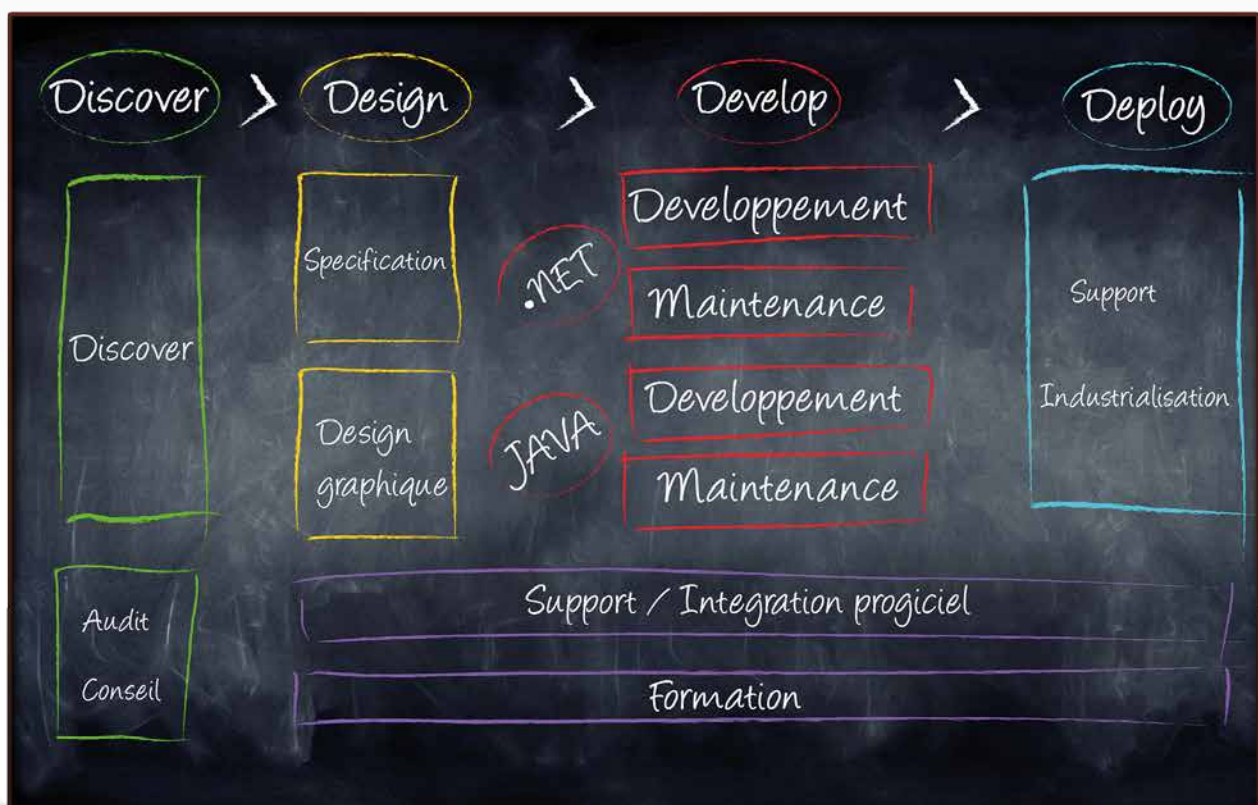 Discover > Design > Develop > Deploy
Discover
Specification
Design
graphique
.NET
Developpement
Maintenance
JAVA
Developpement
Maintenance
Support
Industrialisation
Audit
Conseil
Support / Integration progiciel
Formation